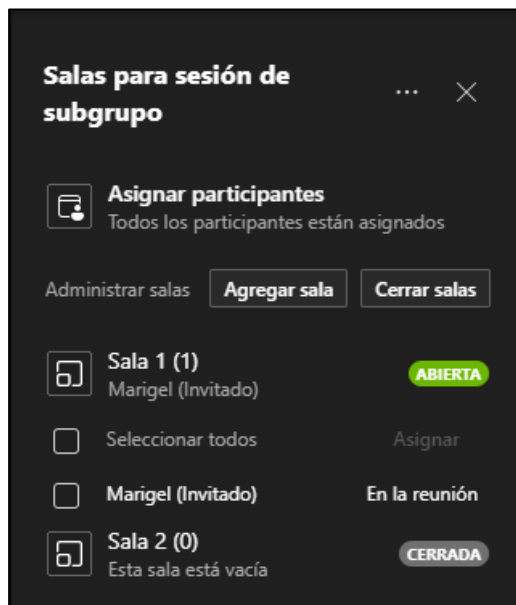 Salas para sesión de
subgrupo
Asignar participantes
Todos los participantes están asignados
Administrar salas Agregar sala Cerrar salas
Sala 1 (1) ABIERTA
Marigel (Invitado)
Seleccionar todos Asignar
Marigel (Invitado) En la reunión
Sala 2 (0) CERRADA
Esta sala está vacía